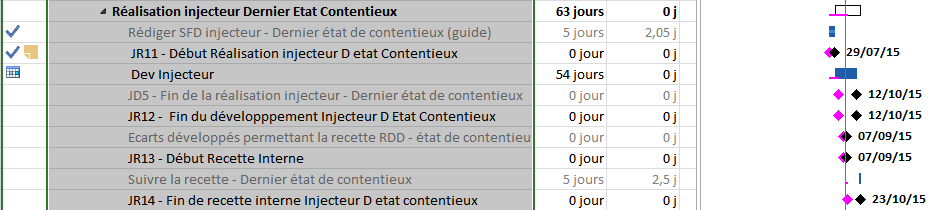 Réalisation injecteur Dernier Etat Contentieux 63 jours 0 j
Rédiger SFD injecteur - Dernier état de contentieux (guide) 5 jours 2,05 j
JR11 - Début Réalisation injecteur D etat Contentieux 0 jour 0 j 29/07/15
Dev Injecteur 54 jours 0 j
JD5 - Fin de la réalisation injecteur - Dernier état de contentieux 0 jour 0 j 12/10/15
JR12 - Fin du développpement Injecteur D Etat Contentieux 0 jour 0 j 12/10/15
Ecarts développés permettant la recette RDD - état de contentieu 0 jour 0 j 07/09/15
JR13 - Début Recette Interne 0 jour 0 j 07/09/15
Suivre la recette - Dernier état de contentieux 5 jours 2,5 j
JR14 - Fin de recette interne Injecteur D etat contentieux 0 jour 0 j 23/10/15